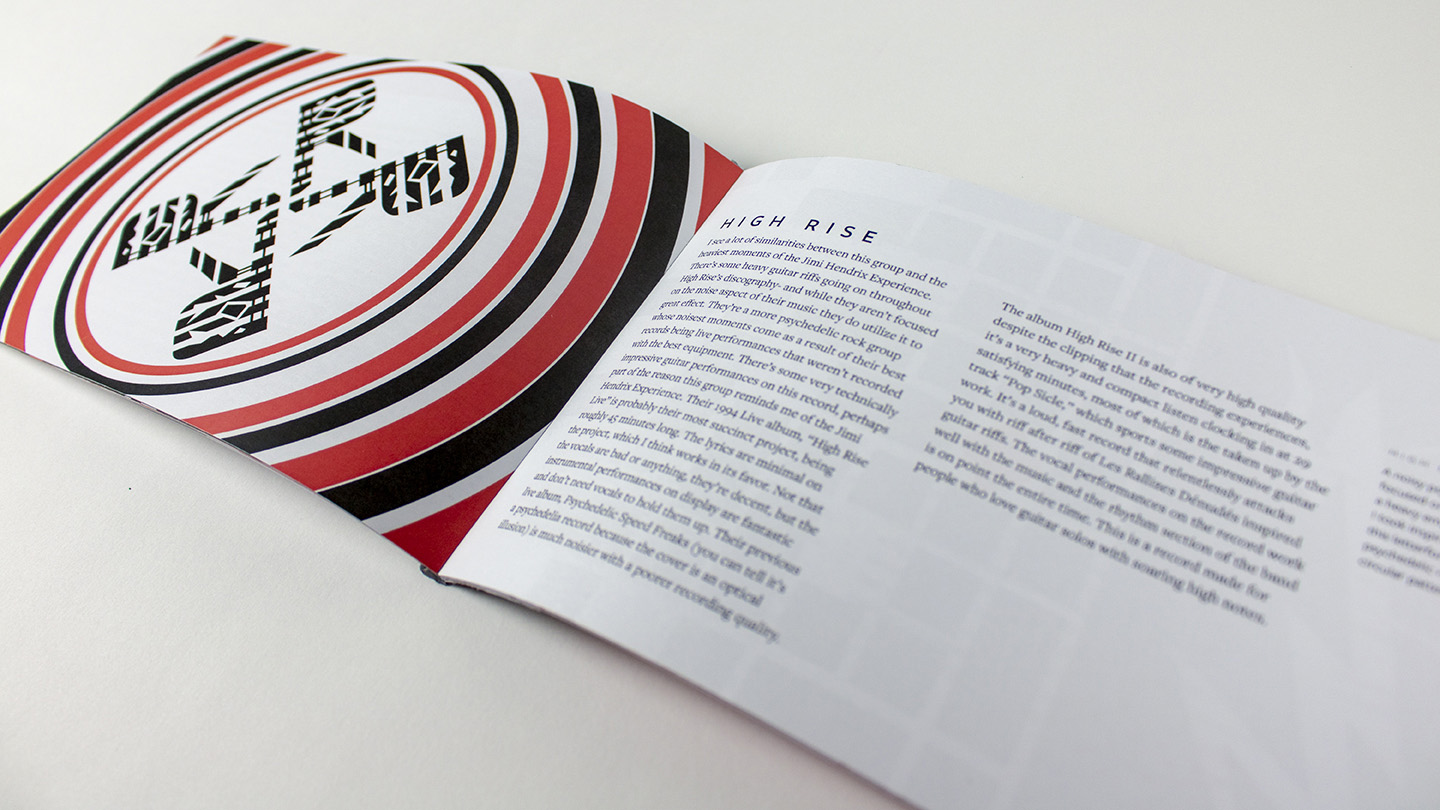 HIGH RISE
I see a lot of similarities between this group and the
heaviest moments of the Jimi Hendrix Experience.
There's some heavy guitar riffs going on throughout
High Rise's discography- and while they aren't focused
on the noise aspect of their music they do utilize it to
great effect. They're a more psychedelic rock group
whose noisest moments come as a result of their best
records being live performances that weren't recorded
with the best equipment. There's some very technically
impressive guitar performances on this record, perhaps
part of the reason this group reminds me of the Jimi
Hendrix Experience. Their 1994 Live album, "High Rise
Live" is probably their most succinct project, being
roughly 45 minutes long. The lyrics are minimal on
the project, which I think works in its favor. Not that
the vocals are bad or anything, they're decent, but the
instrumental performances on display are fantastic
and don't need vocals to hold them up. Their previous
live album, Psychedelic Speed Freaks (you can tell it's
a psychedelia record because the cover is an optical
illusion) is much noisier with a poorer recording quality.
The album High Rise II is also of very high quality
despite the clipping that the recording experiences,
it's a very heavy and compact listen clocking in at 29
satisfying minutes, most of which is the taken up by the
track "Pop Sicle," which sports some impressive guitar
work. It's a loud, fast record that relentlessly attacks
you with riff after riff of Les Rallizes Dénudés inspired
guitar riffs. The vocal performances on the record work
well with the music and the rhythm section of the band
is on point the entire time. This is a record made for
people who love guitar solos with soaring high notes.